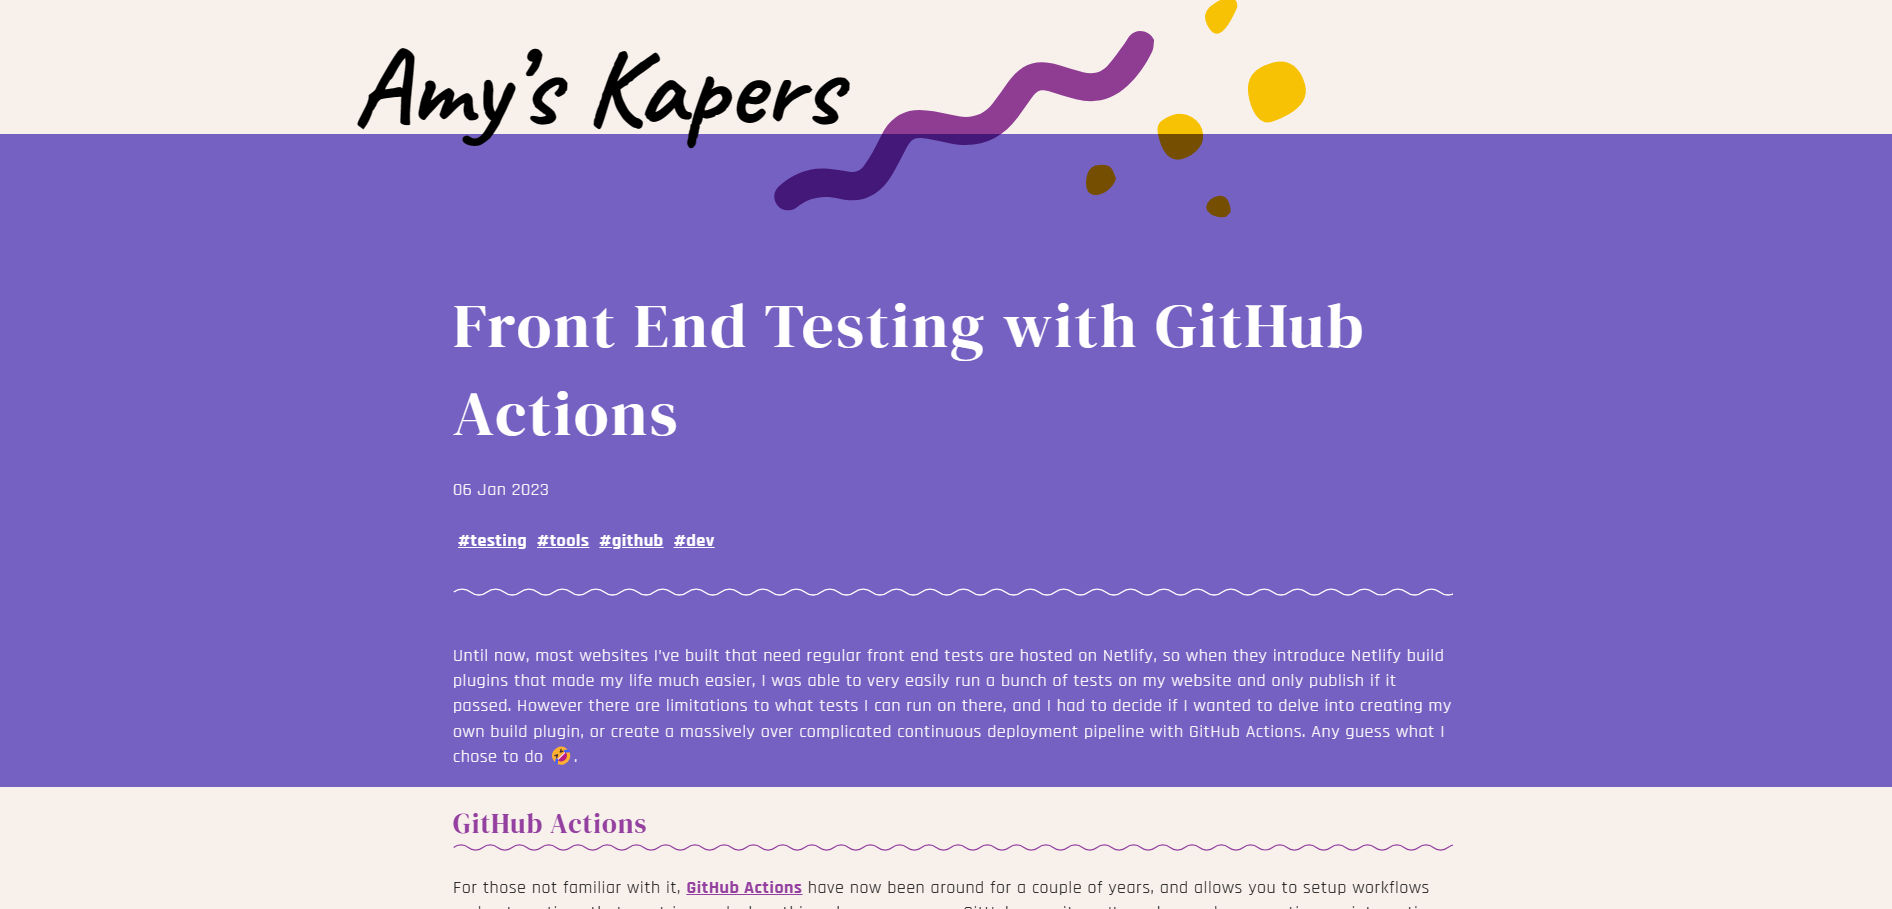 Amy's Kapers
Front End Testing with GitHub
Actions
06 Jan 2023
#testing #tools #github #dev
Until now, most websites I've built that need regular front end tests are hosted on Netlify, so when they introduce Netlify build
plugins that made my life much easier, I was able to very easily run a bunch of tests on my website and only publish if it
passed. However there are limitations to what tests I can run on there, and I had to decide if I wanted to delve into creating my
own build plugin, or create a massively over complicated continuous deployment pipeline with GitHub Actions. Any guess what I
chose to do 🤣.
GitHub Actions
For those not familiar with it, GitHub Actions have now been around for a couple of years, and allows you to setup workflows